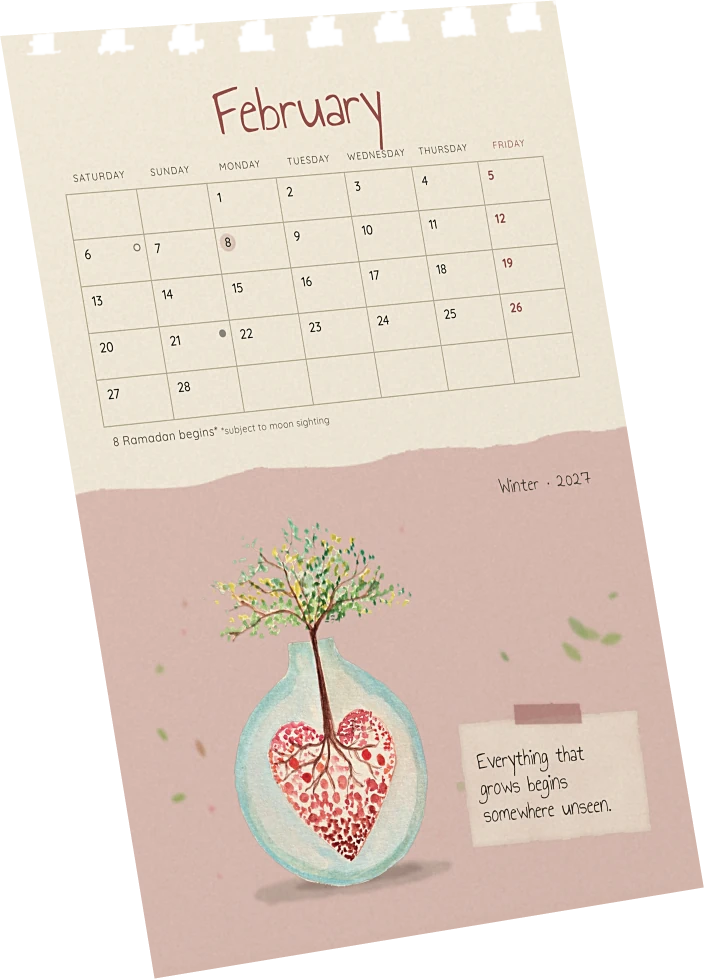 February
SATURDAY SUNDAY MONDAY TUESDAY WEDNESDAY THURSDAY FRIDAY
1 2 3 4 5
6 7 8 9 10 11 12
13 14 15 16 17 18 19
20 21 22 23 24 25 26
27 28
8 Ramadan begins* *subject to moon sighting
Winter · 2027
Everything that
grows begins
somewhere unseen.